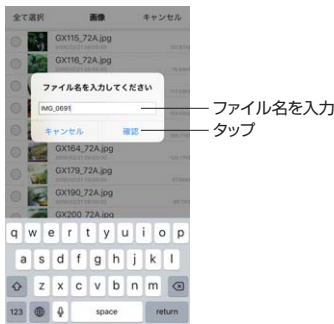 全て選択 画像 キャンセル
GX115_72A.jpg
GX116_72A.jpg
ファイル名を入力してください
IMG_0691
ファイル名を入力
キャンセル 確認
タップ
GX164_72A.jpg
GX179_72A.jpg
GX190_72A.jpg
GX200 72A.jpg
q w e r t y u i o p
a s d f g h j k l
z x c v b n m
123 space return